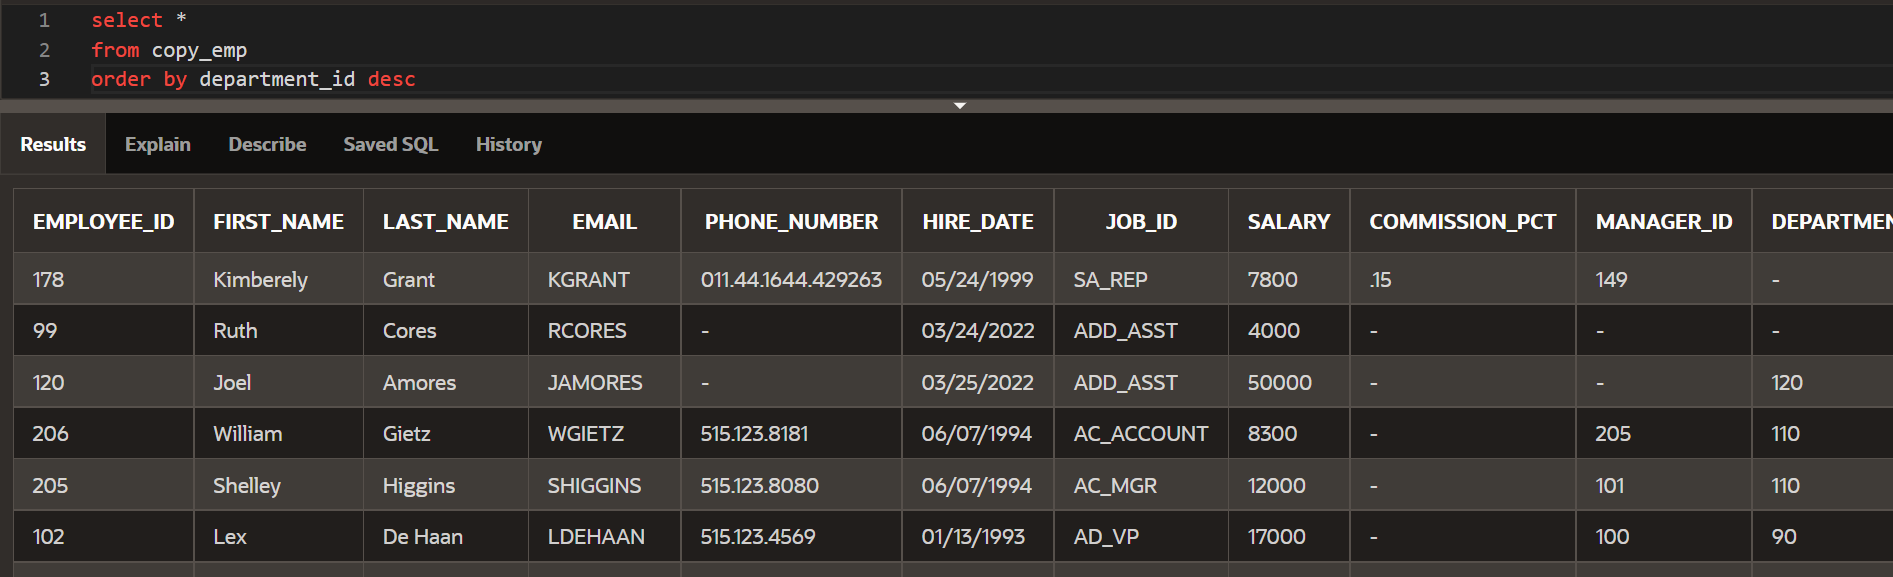 1 select *
2 from copy_emp
3 order by department_id desc
Results Explain Describe Saved SQL History
EMPLOYEE_ID FIRST_NAME LAST_NAME EMAIL PHONE_NUMBER HIRE_DATE JOB_ID SALARY COMMISSION_PCT MANAGER_ID DEPARTMEN
178 Kimberely Grant KGRANT 011.44.1644.429263 05/24/1999 SA_REP 7800 .15 149 -
99 Ruth Cores RCORES - 03/24/2022 ADD_ASST 4000 - - -
120 Joel Amores JAMORES - 03/25/2022 ADD_ASST 50000 - - 120
206 William Gietz WGIETZ 515.123.8181 06/07/1994 AC_ACCOUNT 8300 - 205 110
205 Shelley Higgins SHIGGINS 515.123.8080 06/07/1994 AC_MGR 12000 - 101 110
102 Lex De Haan LDEHAAN 515.123.4569 01/13/1993 AD_VP 17000 - 100 90